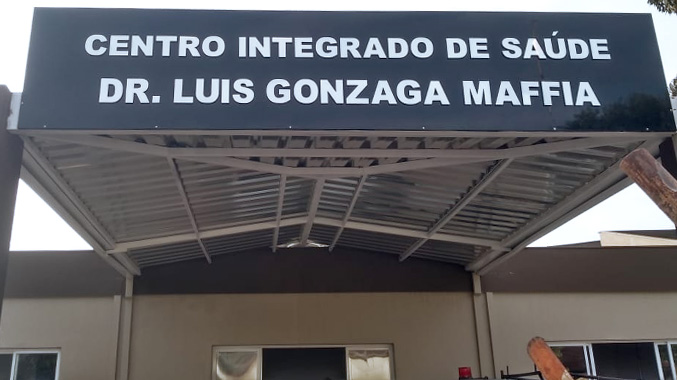 CENTRO INTEGRADO DE SAÚDE
DR. LUIS GONZAGA MAFFIA